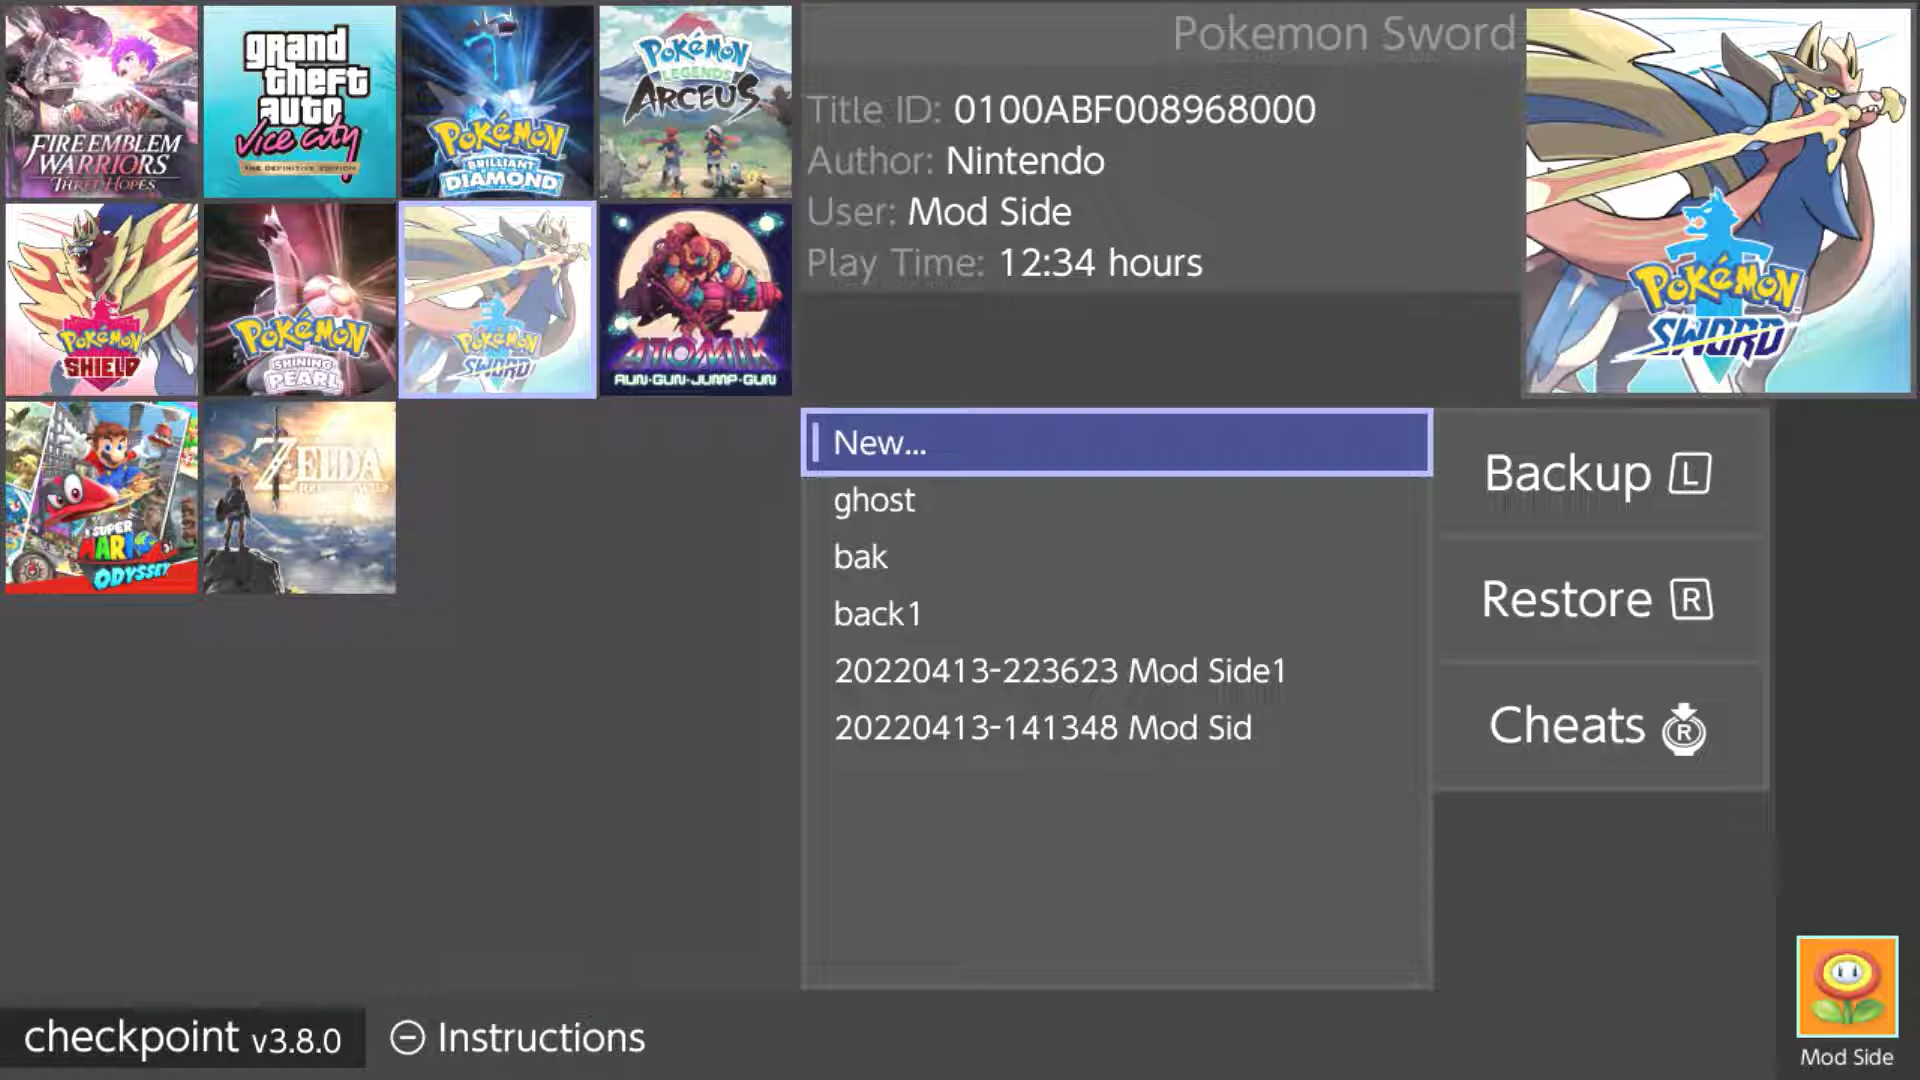 FIRE EMBLEM
WARRIORS
THREE HOPES
grand
theft
auto
Vice City
THE DEFINITIVE EDITION
POKÉMON
BRILLIANT
DIAMOND
POKÉMON
LEGENDS
ARCEUS
POKÉMON
SHIELD
POKÉMON
SHINING
PEARL
POKÉMON
SWORD
ATOMIK
RUN-GUN-JUMP-GUN
SUPER
MARIO
ODYSSEY
ZELDA
Pokemon Sword
Title ID: 0100ABF008968000
Author: Nintendo
User: Mod Side
Play Time: 12:34 hours
POKÉMON
SWORD
New...
ghost
bak
back1
20220413-223623 Mod Side1
20220413-141348 Mod Sid
Backup L
Restore R
Cheats R
checkpoint v3.8.0
Instructions
Mod Side